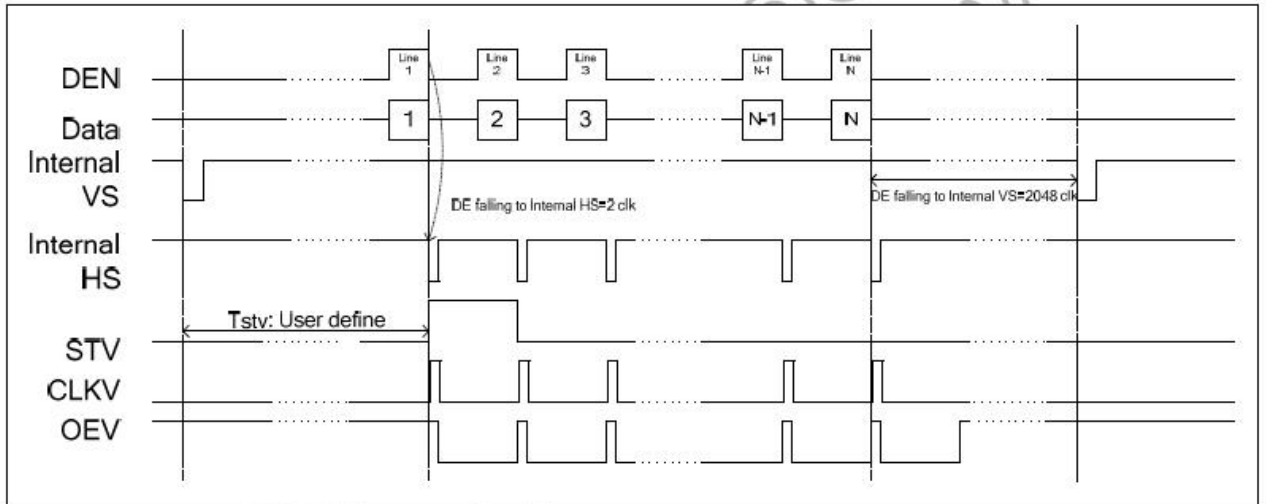 DEN
Line 1
Line 2
Line 3
Line N-1
Line N
Data
1
2
3
N-1
N
Internal VS
DE falling to Internal HS=2 clk
DE falling to Internal VS=2048 clk
Internal HS
Tstv: User define
STV
CLKV
OEV